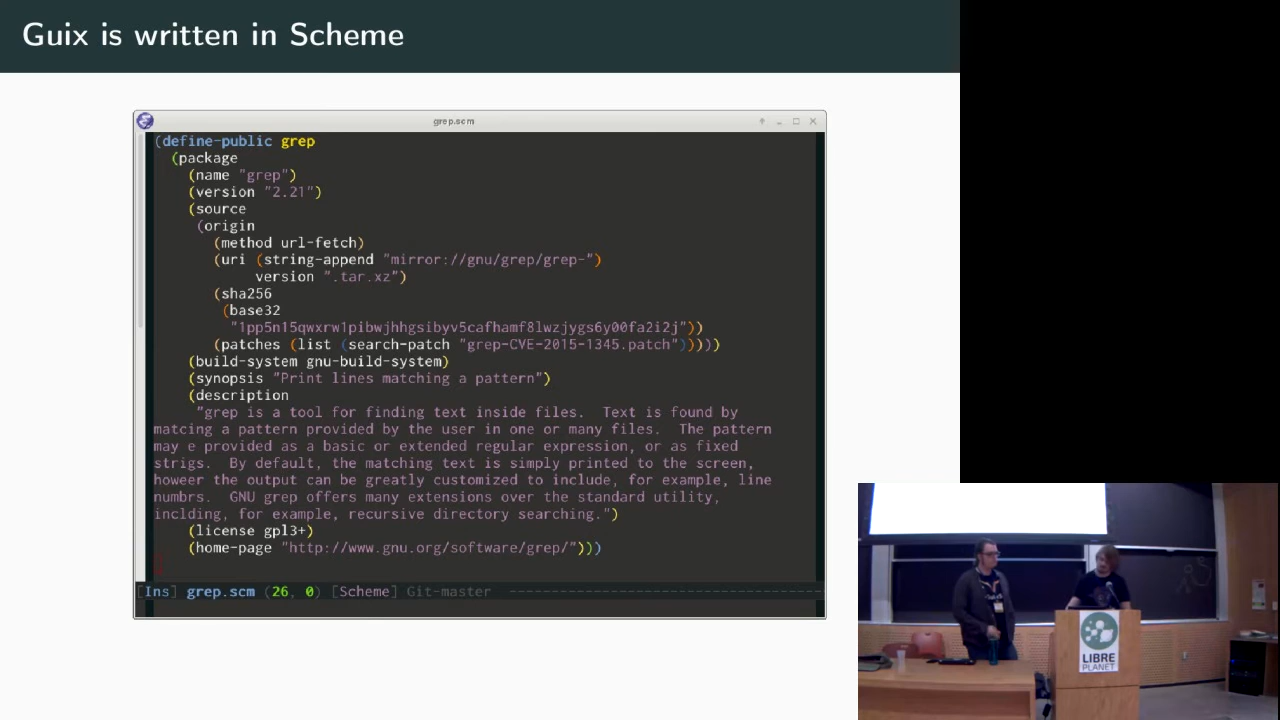 Guix is written in Scheme
grep.scm
(define-public grep
(package
(name "grep")
(version "2.21")
(source
(origin
(method url-fetch)
(uri (string-append "mirror://gnu/grep/grep-"
version ".tar.xz")
(sha256
(base32
"1pp5n15qwxrw1pibwjhhgsibyv5cafhamf8lwzjygs6y00fa2i2j"))
(patches (list (search-patch "grep-CVE-2015-1345.patch")))))
(build-system gnu-build-system)
(synopsis "Print lines matching a pattern")
(description
"grep is a tool for finding text inside files.  Text is found by
matcing a pattern provided by the user in one or many files.  The pattern
may e provided as a basic or extended regular expression, or as fixed
strigs.  By default, the matching text is simply printed to the screen,
howeer the output can be greatly customized to include, for example, line
numbrs.  GNU grep offers many extensions over the standard utility,
inclding, for example, recursive directory searching.")
(license gpl3+)
(home-page "http://www.gnu.org/software/grep/")))
[Ins] grep.scm (26, 0) [Scheme] Git-master
LIBRE
PLANET